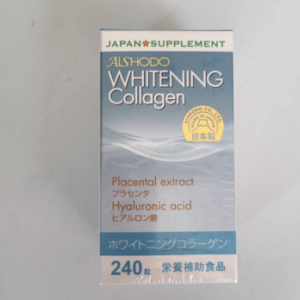 JAPAN SUPPLEMENT
AISHODO
WHITENING
Collagen
日本製
Placental extract
プラセンタ
Hyaluronic acid
ヒアルロン酸
ホワイトニングコラーゲン
240粒 栄養補助食品